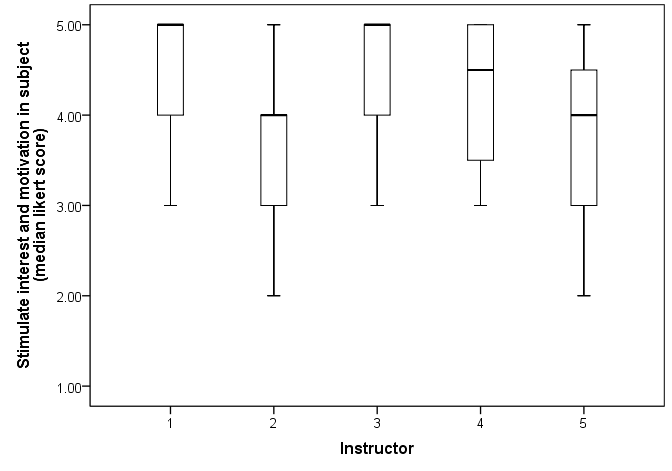 Stimulate interest and motivation in subject
(median likert score)
5.00
4.00
3.00
2.00
1.00
1 2 3 4 5
Instructor